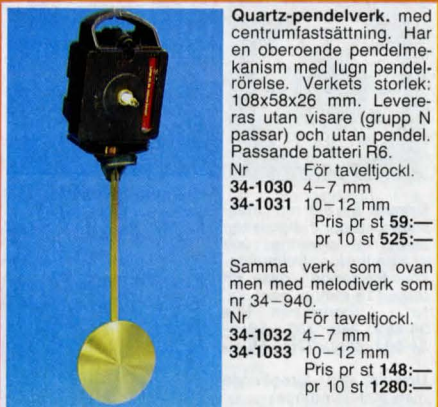 Quartz-pendelverk. med
centrumfastsättning. Har
en oberoende pendelme-
kanism med lugn pendel-
rörelse. Verkets storlek:
108x58x26 mm. Levere-
ras utan visare (grupp N
passar) och utan pendel.
Passande batteri R6.
Nr För taveltjockl.
34-1030 4–7 mm
34-1031 10–12 mm
Pris pr st 59:—
pr 10 st 525:—
Samma verk som ovan
men med melodiverk som
nr 34–940.
Nr För taveltjockl.
34-1032 4–7 mm
34-1033 10–12 mm
Pris pr st 148:—
pr 10 st 1280:—